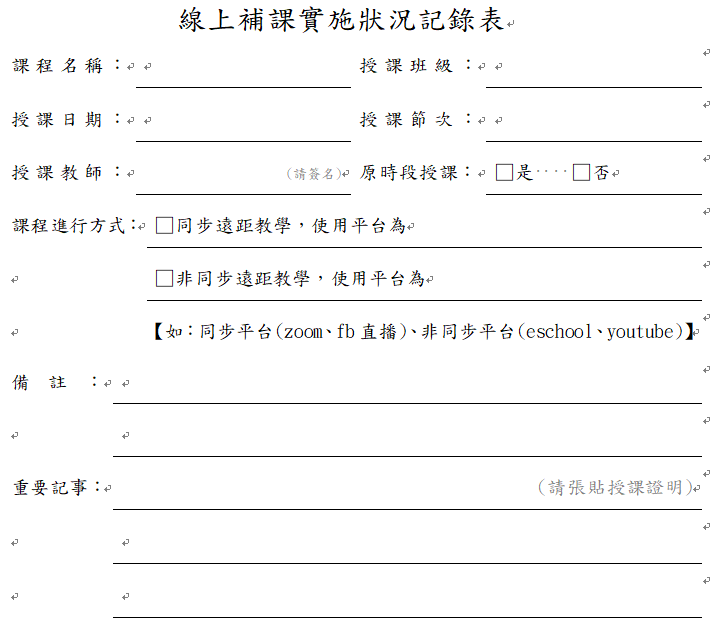 線上補課實施狀況記錄表
課程名稱： 授課班級：
授課日期： 授課節次：
授課教師： (請簽名) 原時段授課：□是····□否
課程進行方式：□同步遠距教學，使用平台為
□非同步遠距教學，使用平台為
【如：同步平台(zoom、fb 直播)、非同步平台(eschool、youtube)】
備 註 ：
重要記事： (請張貼授課證明)